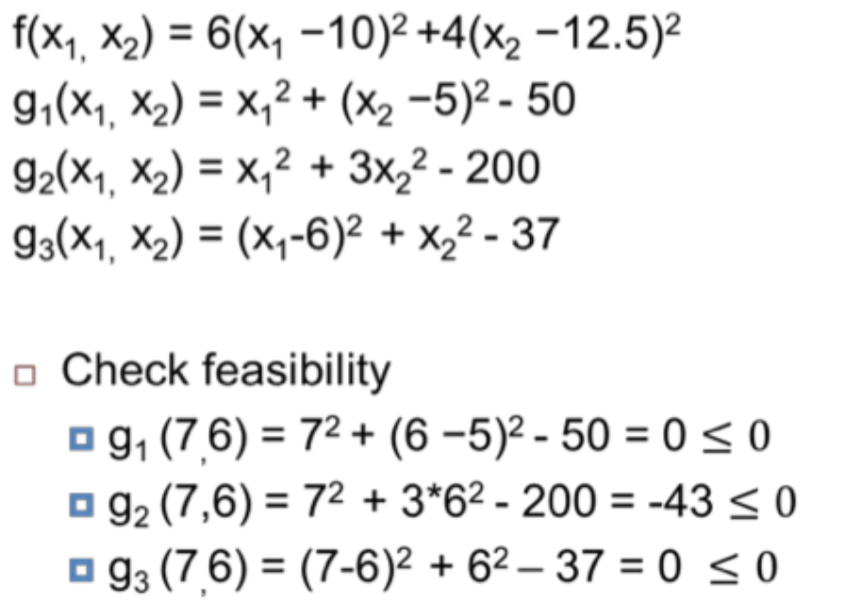 f(x₁, x₂) = 6(x₁ −10)² +4(x₂ −12.5)²
g₁(x₁, x₂) = x₁² + (x₂ −5)² - 50
g₂(x₁, x₂) = x₁² + 3x₂² - 200
g₃(x₁, x₂) = (x₁-6)² + x₂² - 37
Check feasibility
g₁ (7,6) = 7² + (6 −5)² - 50 = 0 ≤ 0
g₂ (7,6) = 7² + 3*6² - 200 = -43 ≤ 0
g₃ (7,6) = (7-6)² + 6² – 37 = 0 ≤ 0